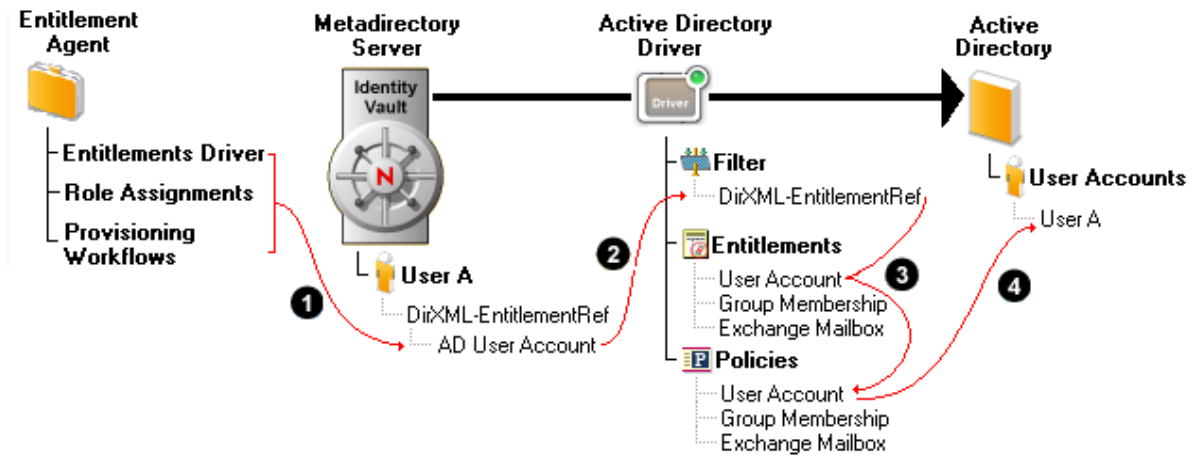 Entitlement
Agent
Entitlements Driver
Role Assignments
Provisioning
Workflows
1
Metadirectory
Server
Identity
Vault
N
User A
DirXML-EntitlementRef
AD User Account
2
Active Directory
Driver
Driver
Filter
DirXML-EntitlementRef
Entitlements
User Account
Group Membership
Exchange Mailbox
3
Policies
P
User Account
Group Membership
Exchange Mailbox
4
Active
Directory
User Accounts
User A